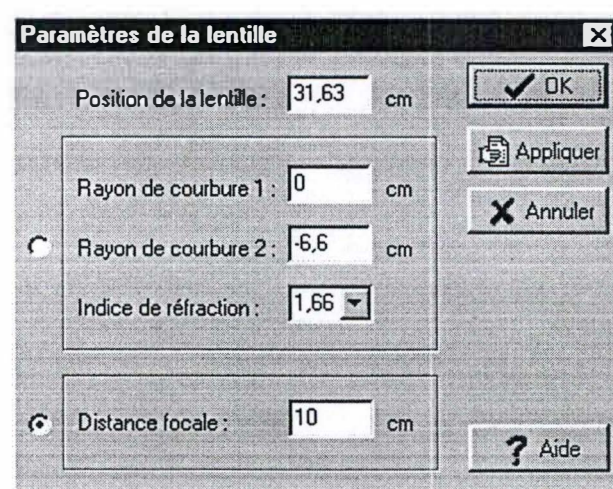 Paramètres de la lentille
Position de la lentille : 31,63 cm
OK
Appliquer
Annuler
Rayon de courbure 1 : 0 cm
Rayon de courbure 2 : -6,6 cm
Indice de réfraction : 1,66
Distance focale : 10 cm
Aide